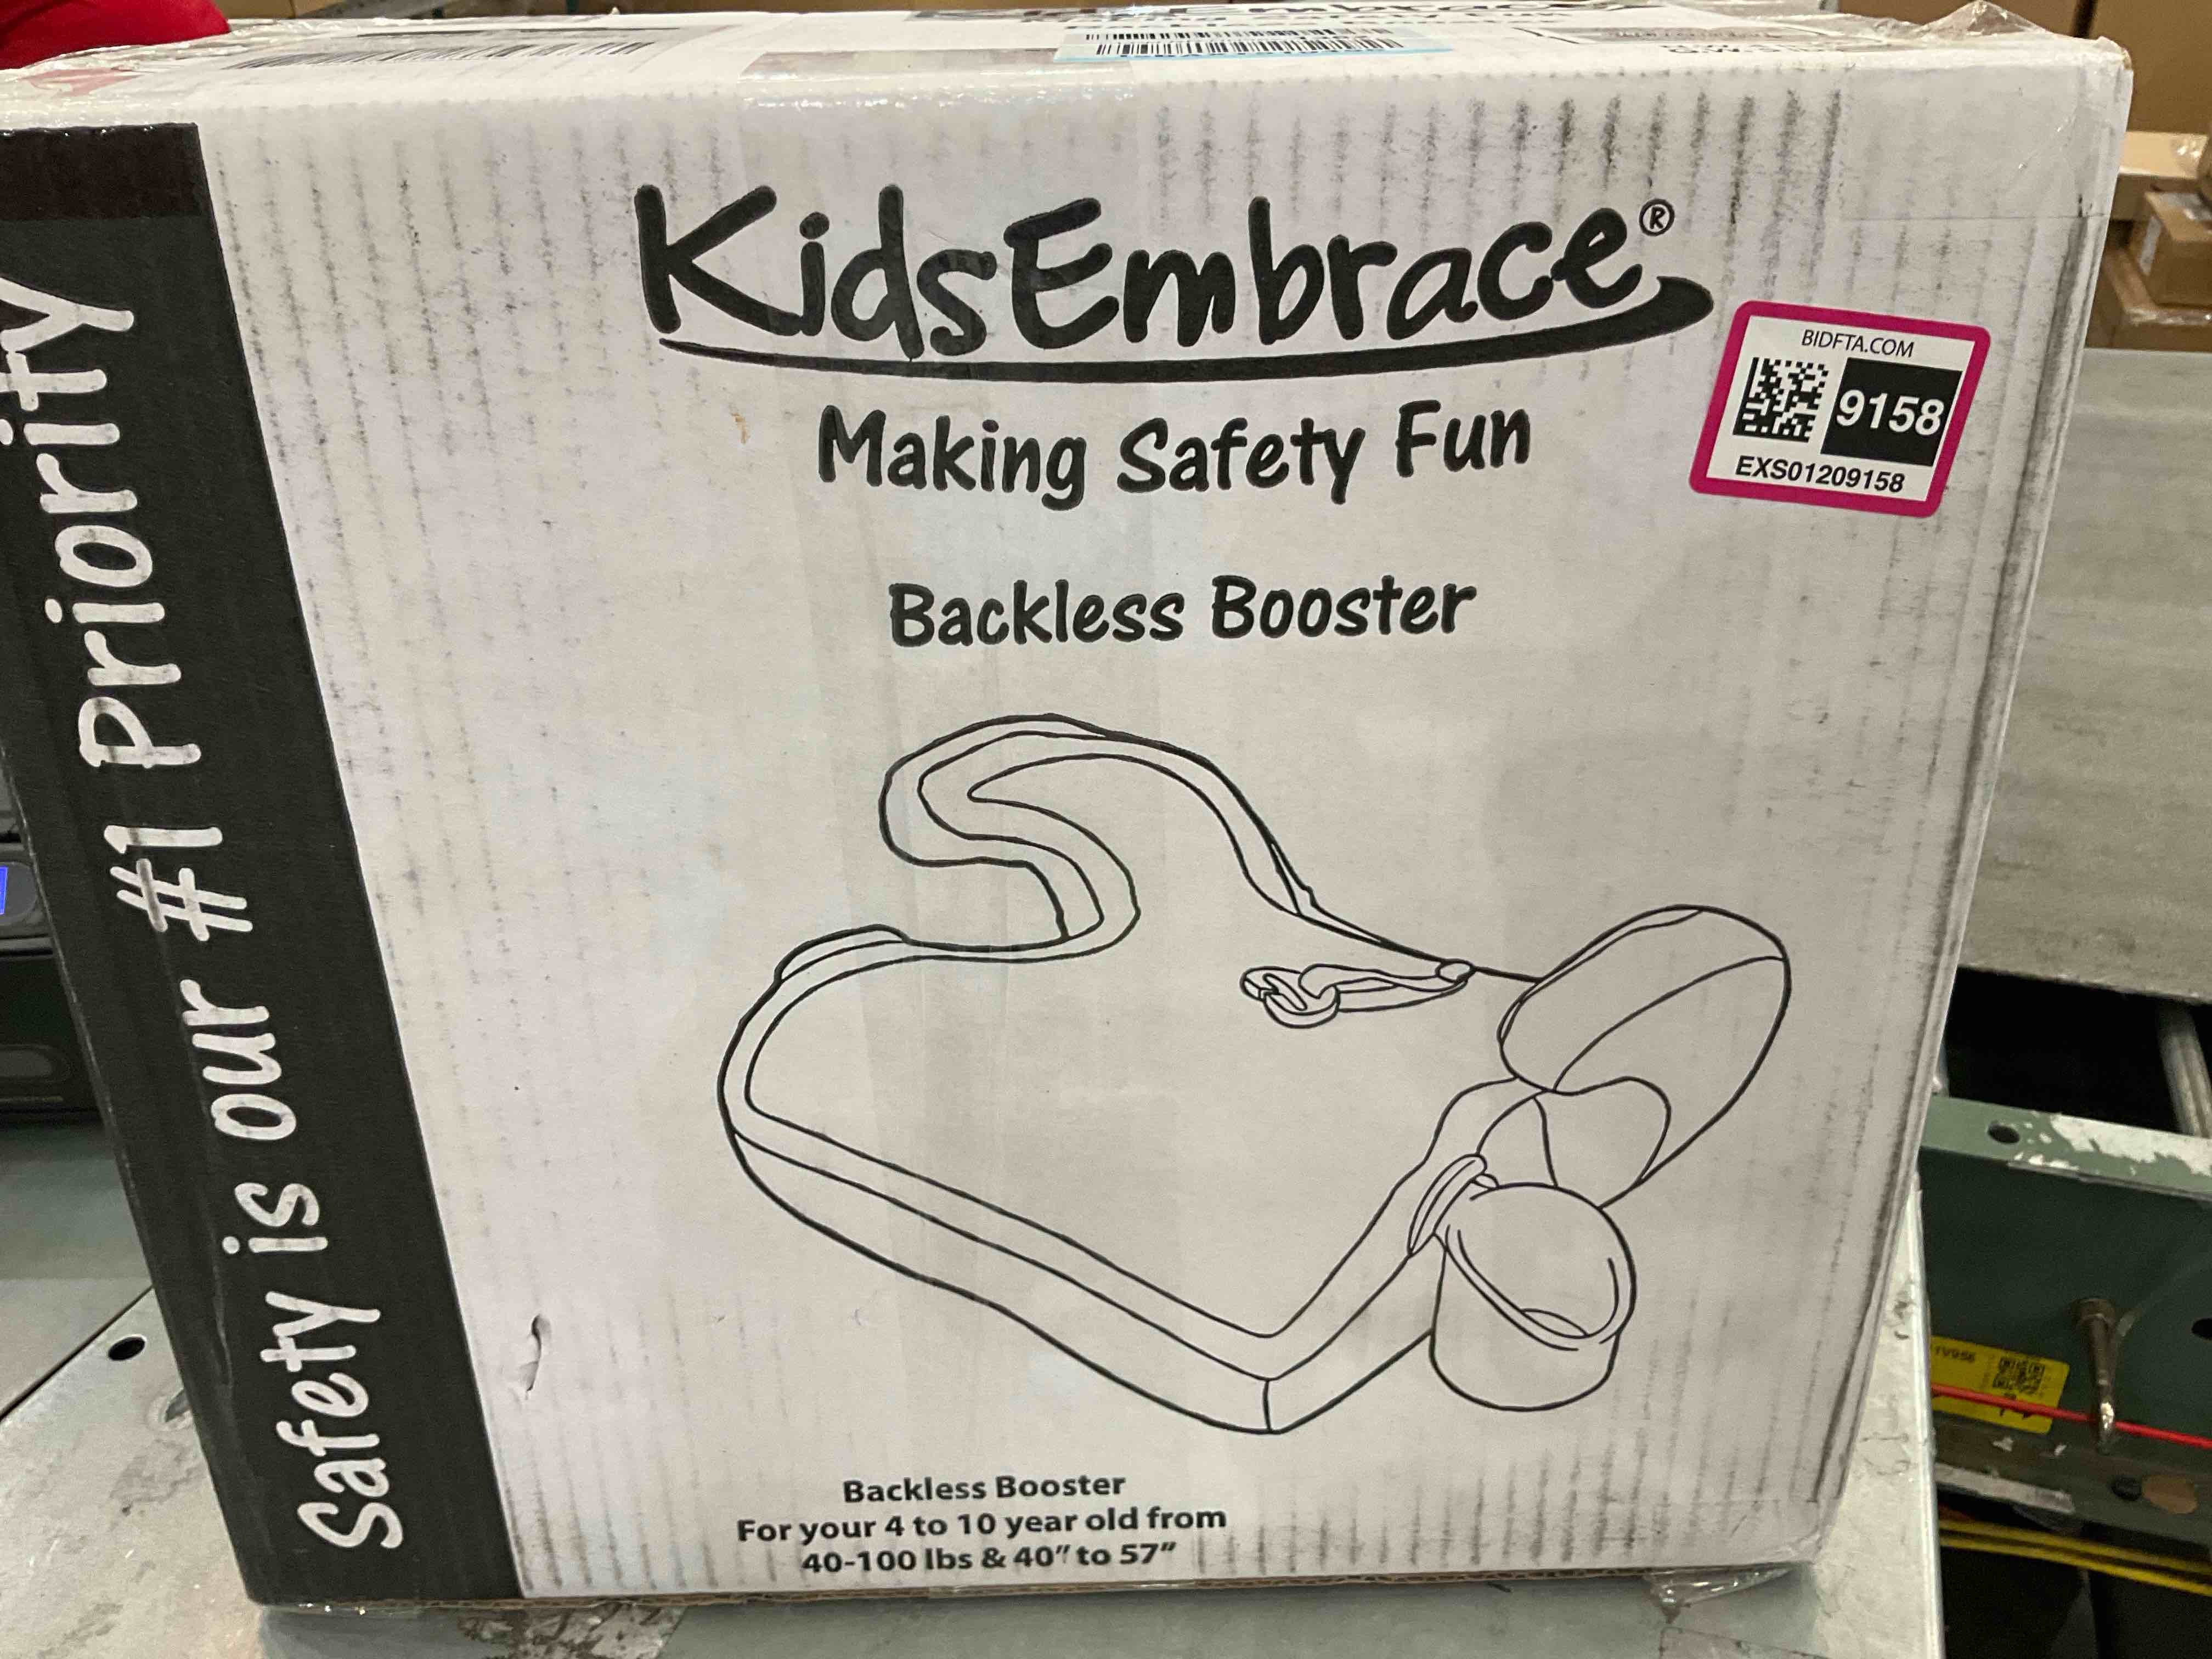 KidsEmbrace®
Making Safety Fun
BIDFTA.COM
9158
EXS01209158
Backless Booster
Safety is our #1 Priority
Backless Booster
For your 4 to 10 year old from
40-100 lbs & 40" to 57"